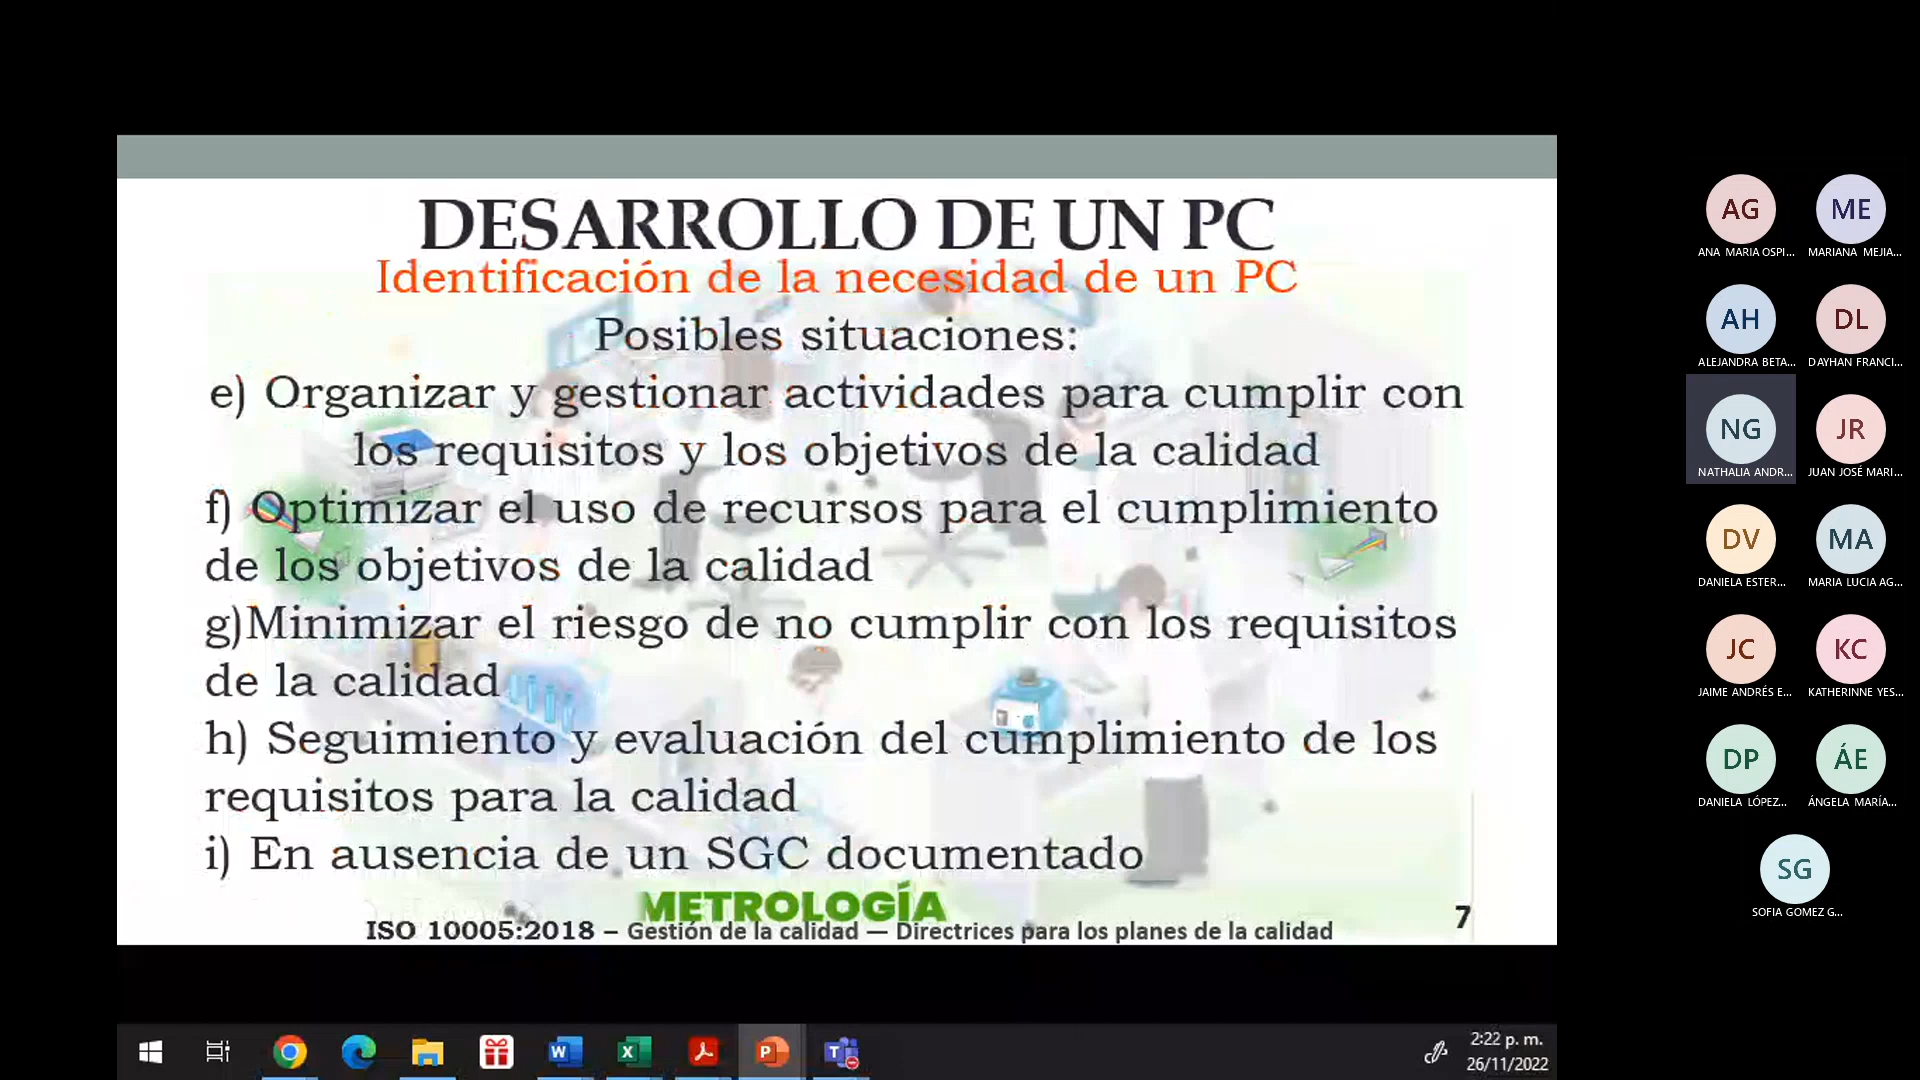 DESARROLLO DE UN PC
Identificación de la necesidad de un PC
Posibles situaciones:
e) Organizar y gestionar actividades para cumplir con
los requisitos y los objetivos de la calidad
f) Optimizar el uso de recursos para el cumplimiento
de los objetivos de la calidad
g)Minimizar el riesgo de no cumplir con los requisitos
de la calidad
h) Seguimiento y evaluación del cumplimiento de los
requisitos para la calidad
i) En ausencia de un SGC documentado
METROLOGÍA
ISO 10005:2018 – Gestión de la calidad — Directrices para los planes de la calidad
7
AG
ANA MARIA OSPI...
ME
MARIANA MEJIA...
AH
ALEJANDRA BETA...
DL
DAYHAN FRANCI...
NG
NATHALIA ANDR...
JR
JUAN JOSÉ MARI...
DV
DANIELA ESTER...
MA
MARIA LUCIA AG...
JC
JAIME ANDRÉS E...
KC
KATHERINNE YES...
DP
DANIELA LÓPEZ...
ÁE
ÁNGELA MARÍA...
SG
SOFIA GOMEZ G...
2:22 p. m.
26/11/2022